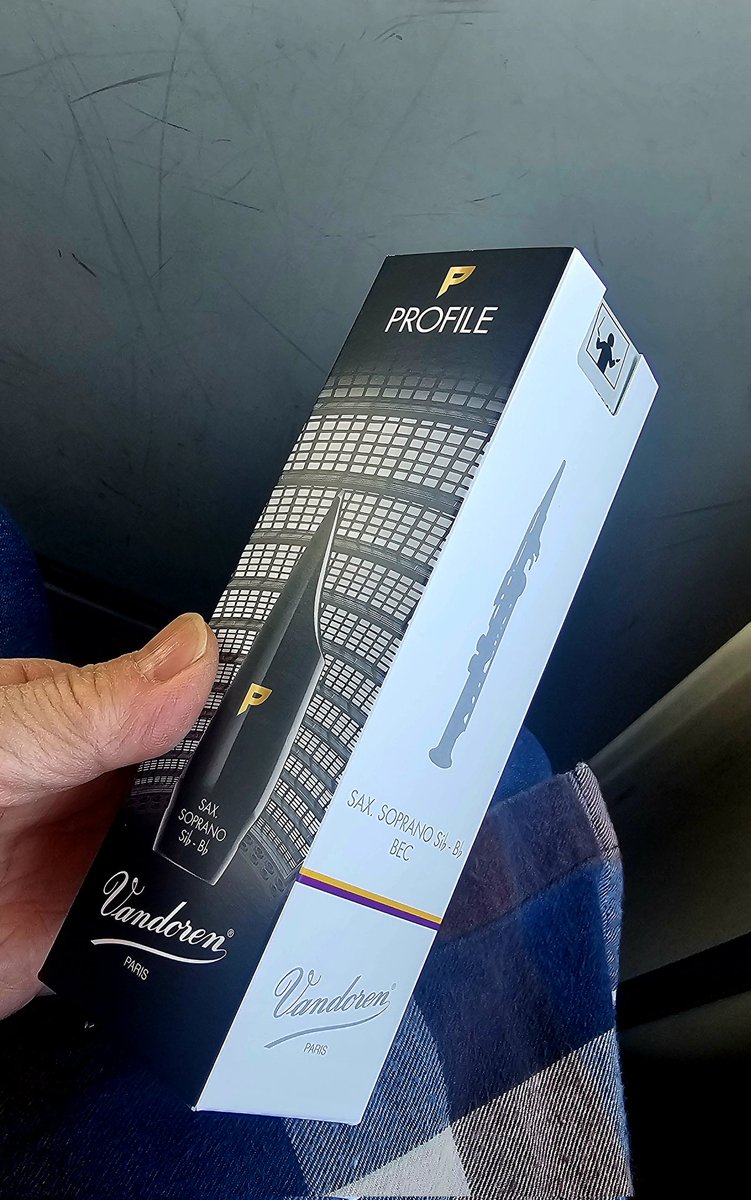 P
PROFILE
P
SAX.
SOPRANO
Si♭ - B♭
Vandoren®
PARIS
SAX. SOPRANO Si♭ - B♭
BEC
Vandoren®
PARIS